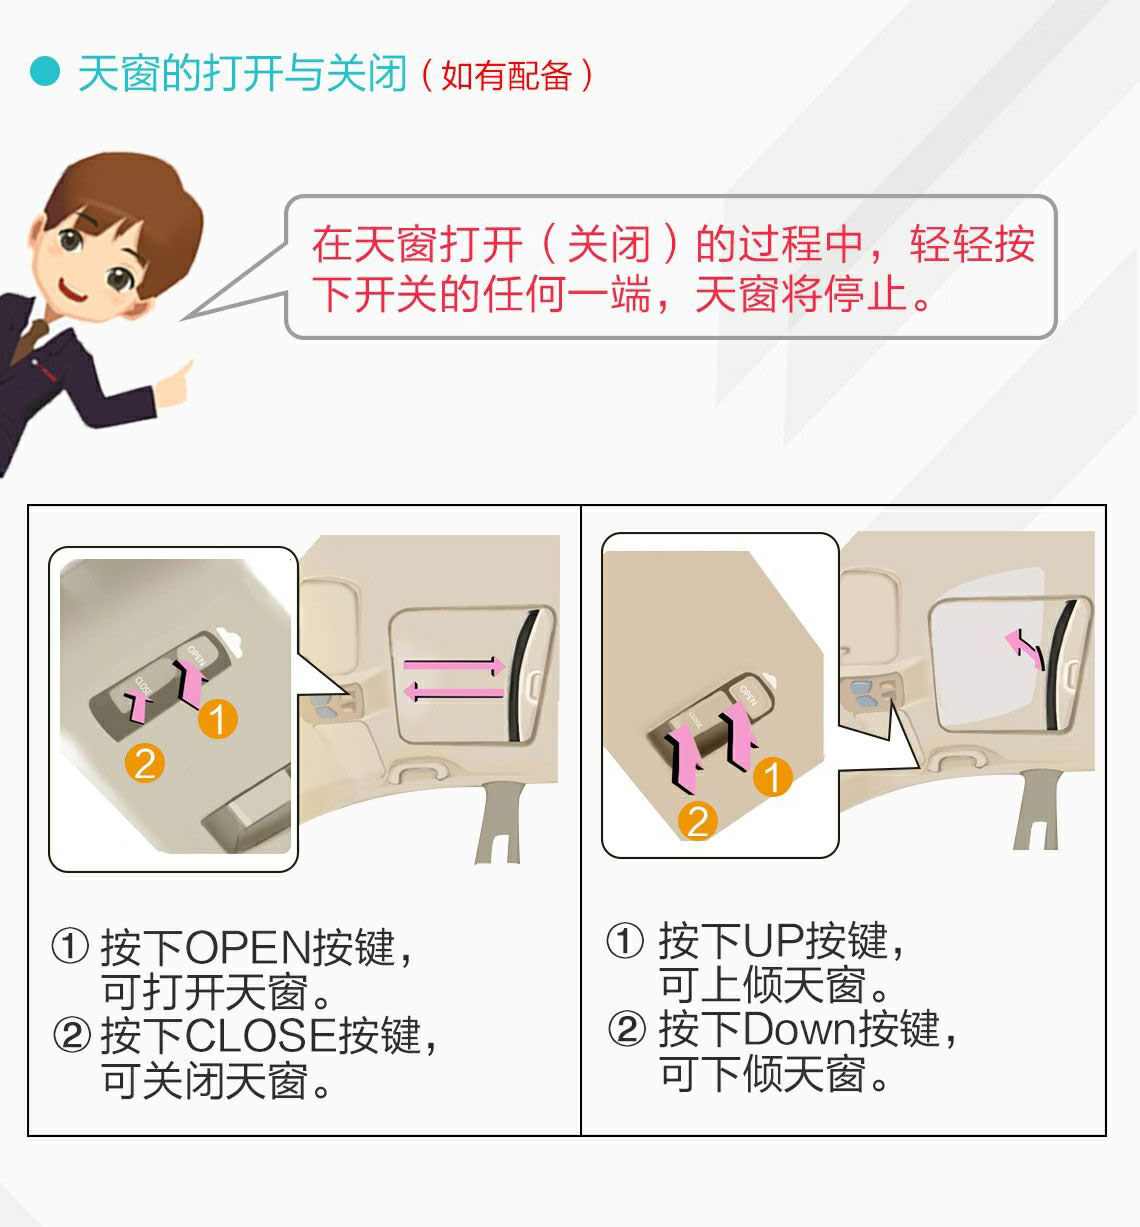 天窗的打开与关闭（如有配备）
在天窗打开（关闭）的过程中，轻轻按
下开关的任何一端，天窗将停止。
OPEN
CLOSE
1
2
OPEN
CLOSE
1
2
① 按下OPEN按键，
可打开天窗。
② 按下CLOSE按键，
可关闭天窗。
① 按下UP按键，
可上倾天窗。
② 按下Down按键，
可下倾天窗。